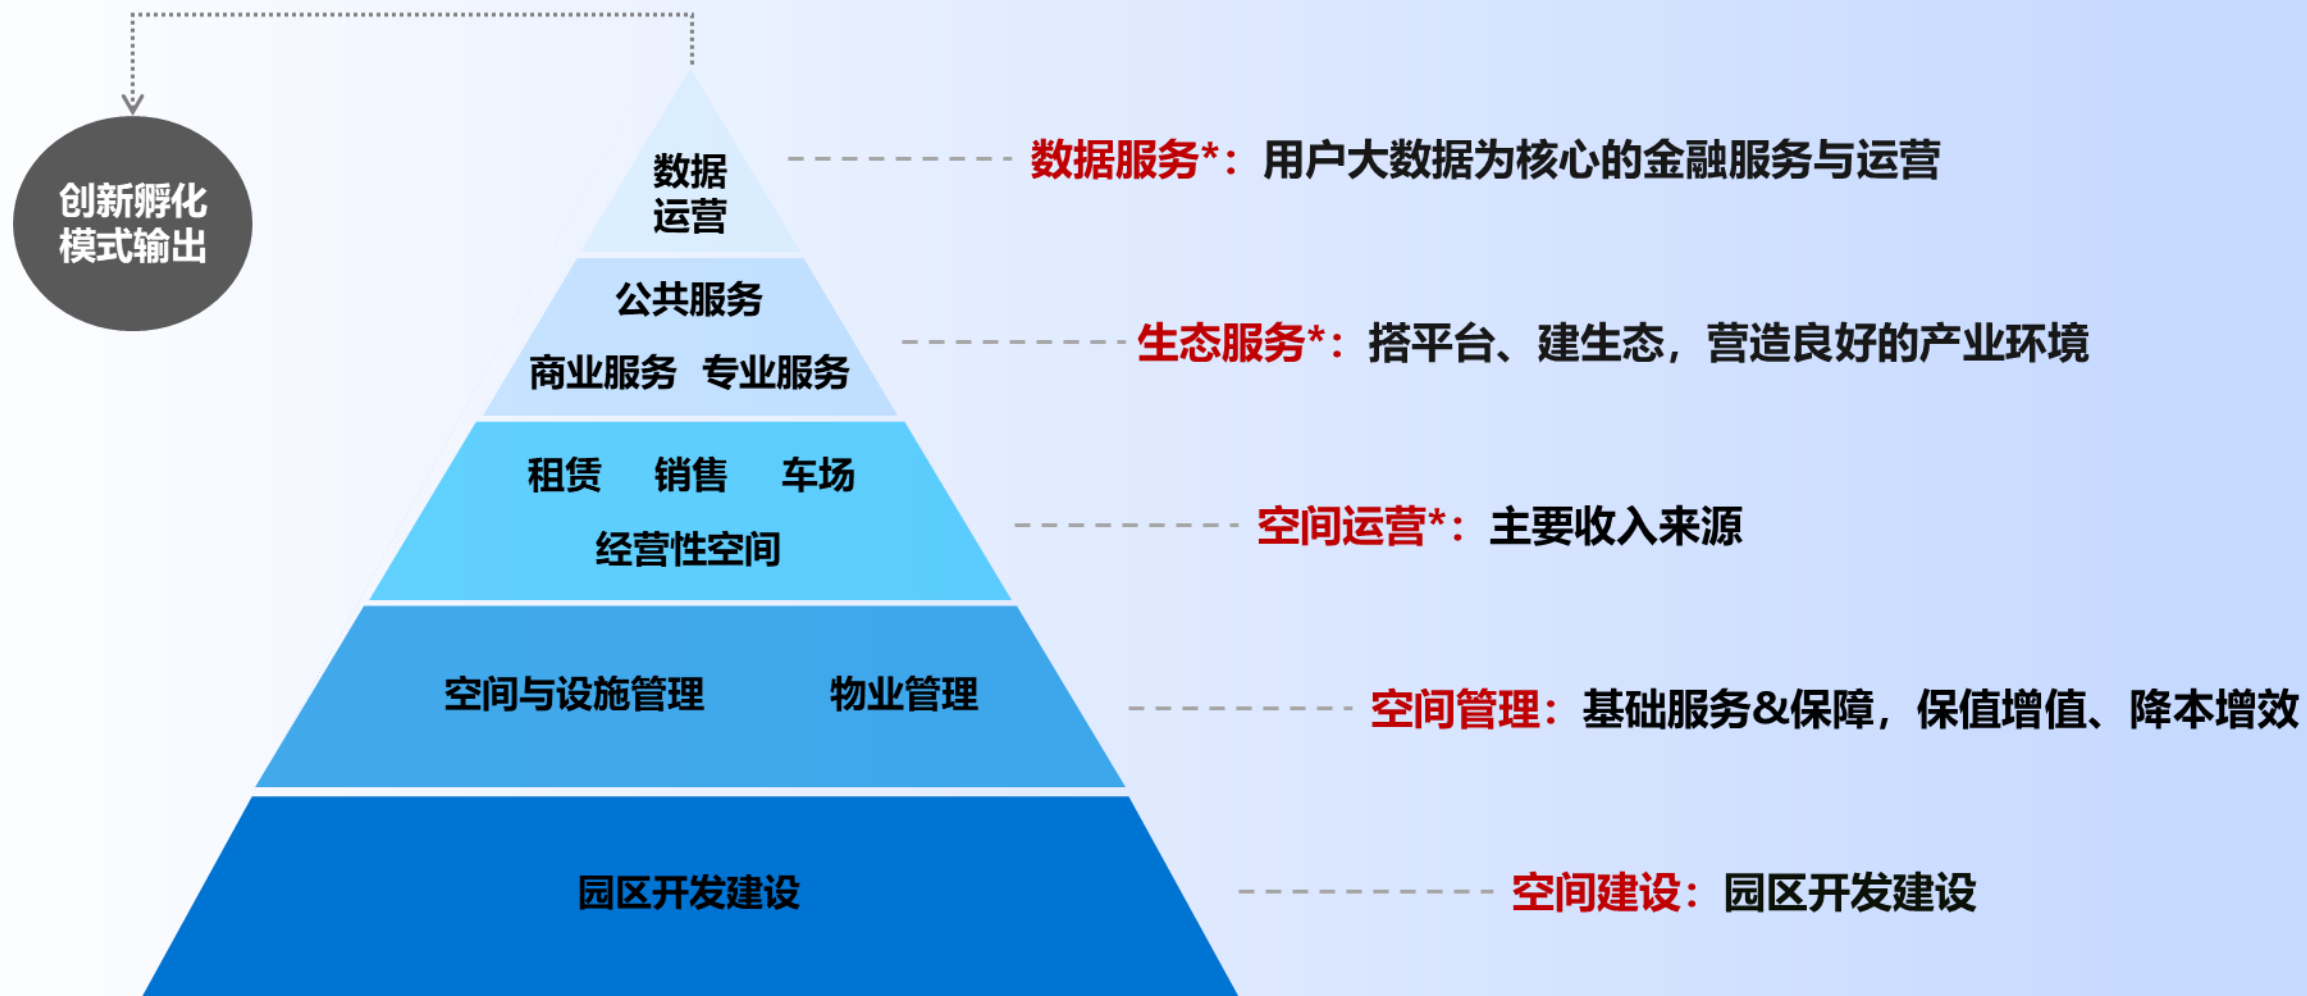 创新孵化
模式输出
数据
运营
数据服务*：用户大数据为核心的金融服务与运营
公共服务
商业服务 专业服务
生态服务*：搭平台、建生态，营造良好的产业环境
租赁 销售 车场
经营性空间
空间运营*：主要收入来源
空间与设施管理 物业管理
空间管理：基础服务&保障，保值增值、降本增效
园区开发建设
空间建设：园区开发建设